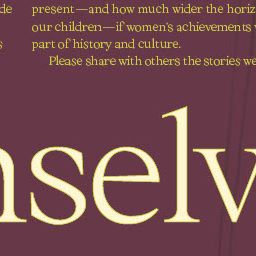 de
present—and how much wider the horiz
our children—if women's achievements
s
part of history and culture.
Please share with others the stories we
nselv